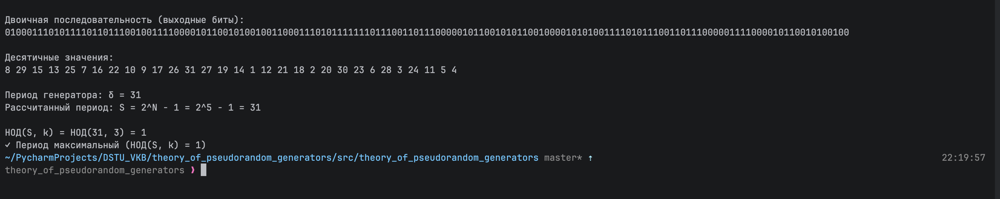 Двоичная последовательность (выходные биты):
01000111010111101101110010011110000101100101001001100011101011111110111001101110000010110010101100100001010100111101011100110111000001111000010110010100100
Десятичные значения:
8 29 15 13 25 7 16 22 10 9 17 26 31 27 19 14 1 12 21 18 2 20 30 23 6 28 3 24 11 5 4
Период генератора: δ = 31
Рассчитанный период: S = 2^N - 1 = 2^5 - 1 = 31
НОД(S, k) = НОД(31, 3) = 1
✓ Период максимальный (НОД(S, k) = 1)
~/PycharmProjects/DSTU_VKB/theory_of_pseudorandom_generators/src/theory_of_pseudorandom_generators master* ⇡ 22:19:57
theory_of_pseudorandom_generators ❯